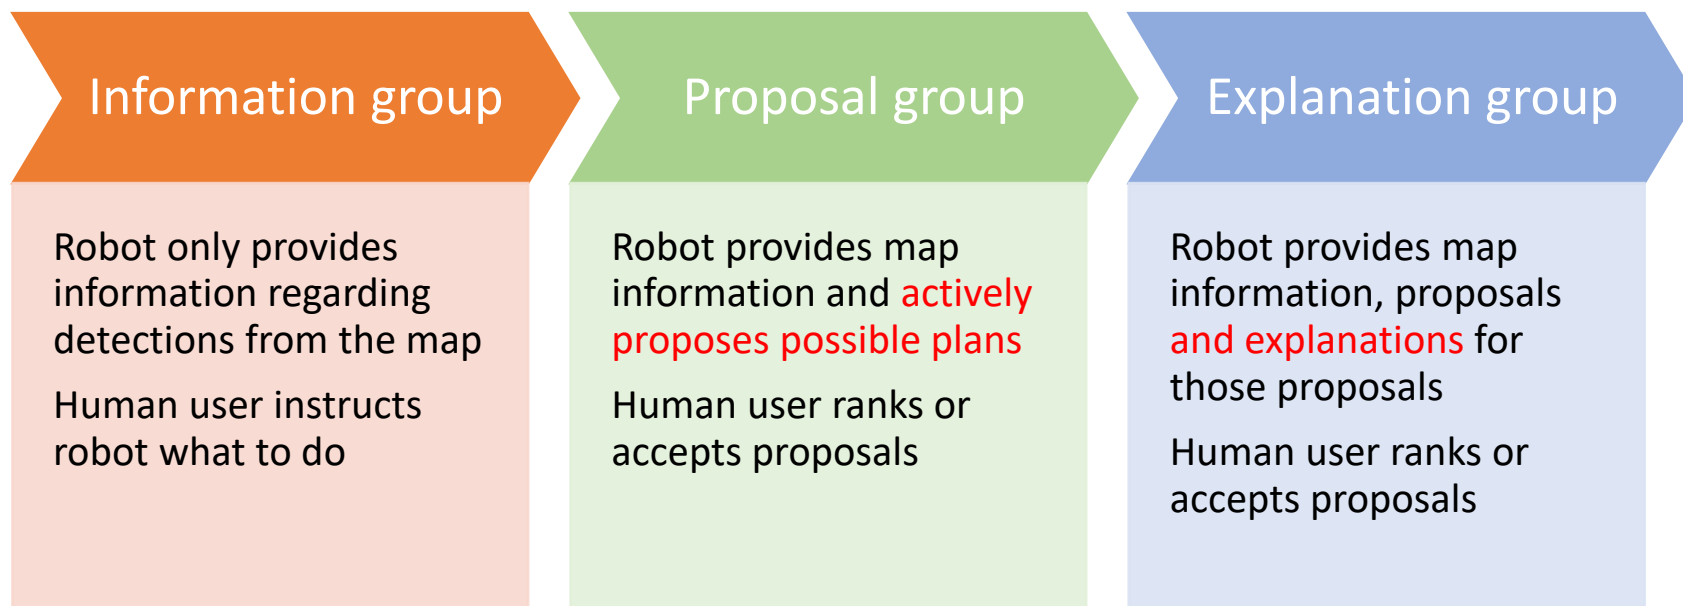 Information group
Robot only provides
information regarding
detections from the map
Human user instructs
robot what to do
Proposal group
Robot provides map
information and actively
proposes possible plans
Human user ranks or
accepts proposals
Explanation group
Robot provides map
information, proposals
and explanations for
those proposals
Human user ranks or
accepts proposals